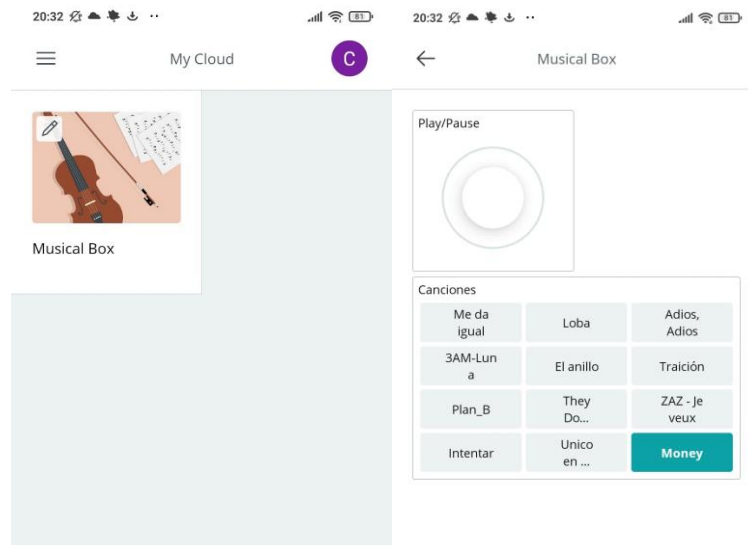 20:32
81
My Cloud
C
Musical Box
20:32
81
Musical Box
Play/Pause
Canciones
Me da
igual
Loba
Adios,
Adios
3AM-Lun
a
El anillo
Traición
Plan_B
They
Do...
ZAZ - Je
veux
Intentar
Unico
en ...
Money